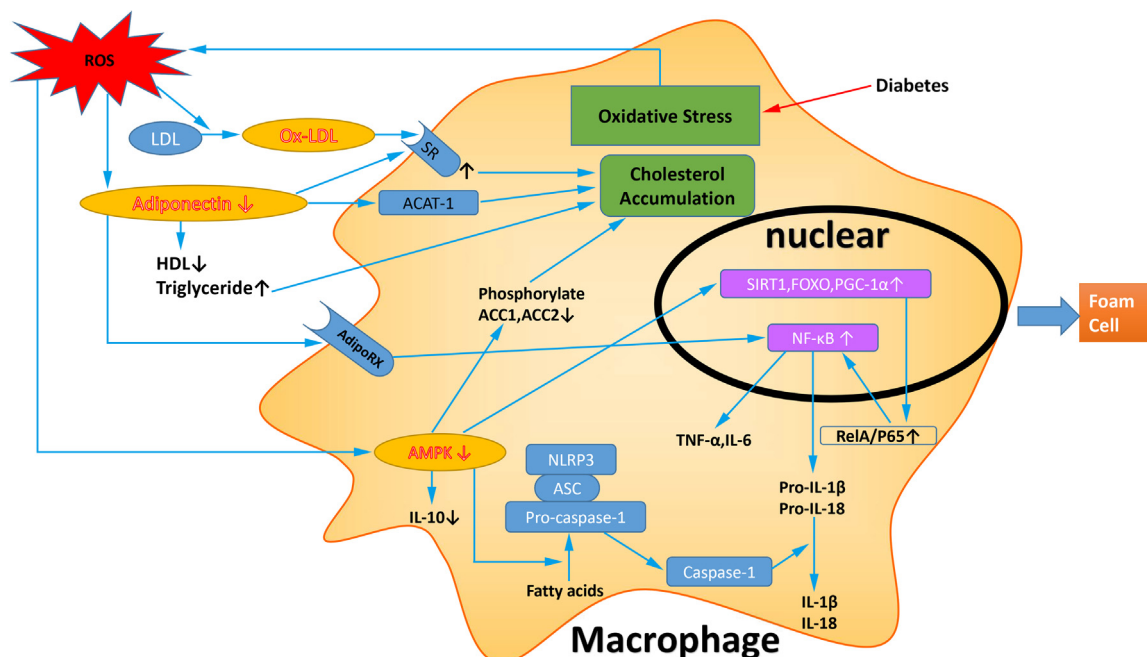 ROS
Diabetes
Oxidative Stress
LDL
Ox-LDL
SR
↑
Cholesterol
Accumulation
Adiponectin ↓
ACAT-1
nuclear
HDL↓
Triglyceride↑
SIRT1,FOXO,PGC-1α↑
Phosphorylate
ACC1,ACC2↓
Foam
Cell
AdipoRX
NF-κB ↑
TNF-α,IL-6
RelA/P65↑
AMPK ↓
NLRP3
ASC
Pro-caspase-1
Pro-IL-1β
Pro-IL-18
IL-10↓
Caspase-1
Fatty acids
IL-1β
IL-18
Macrophage